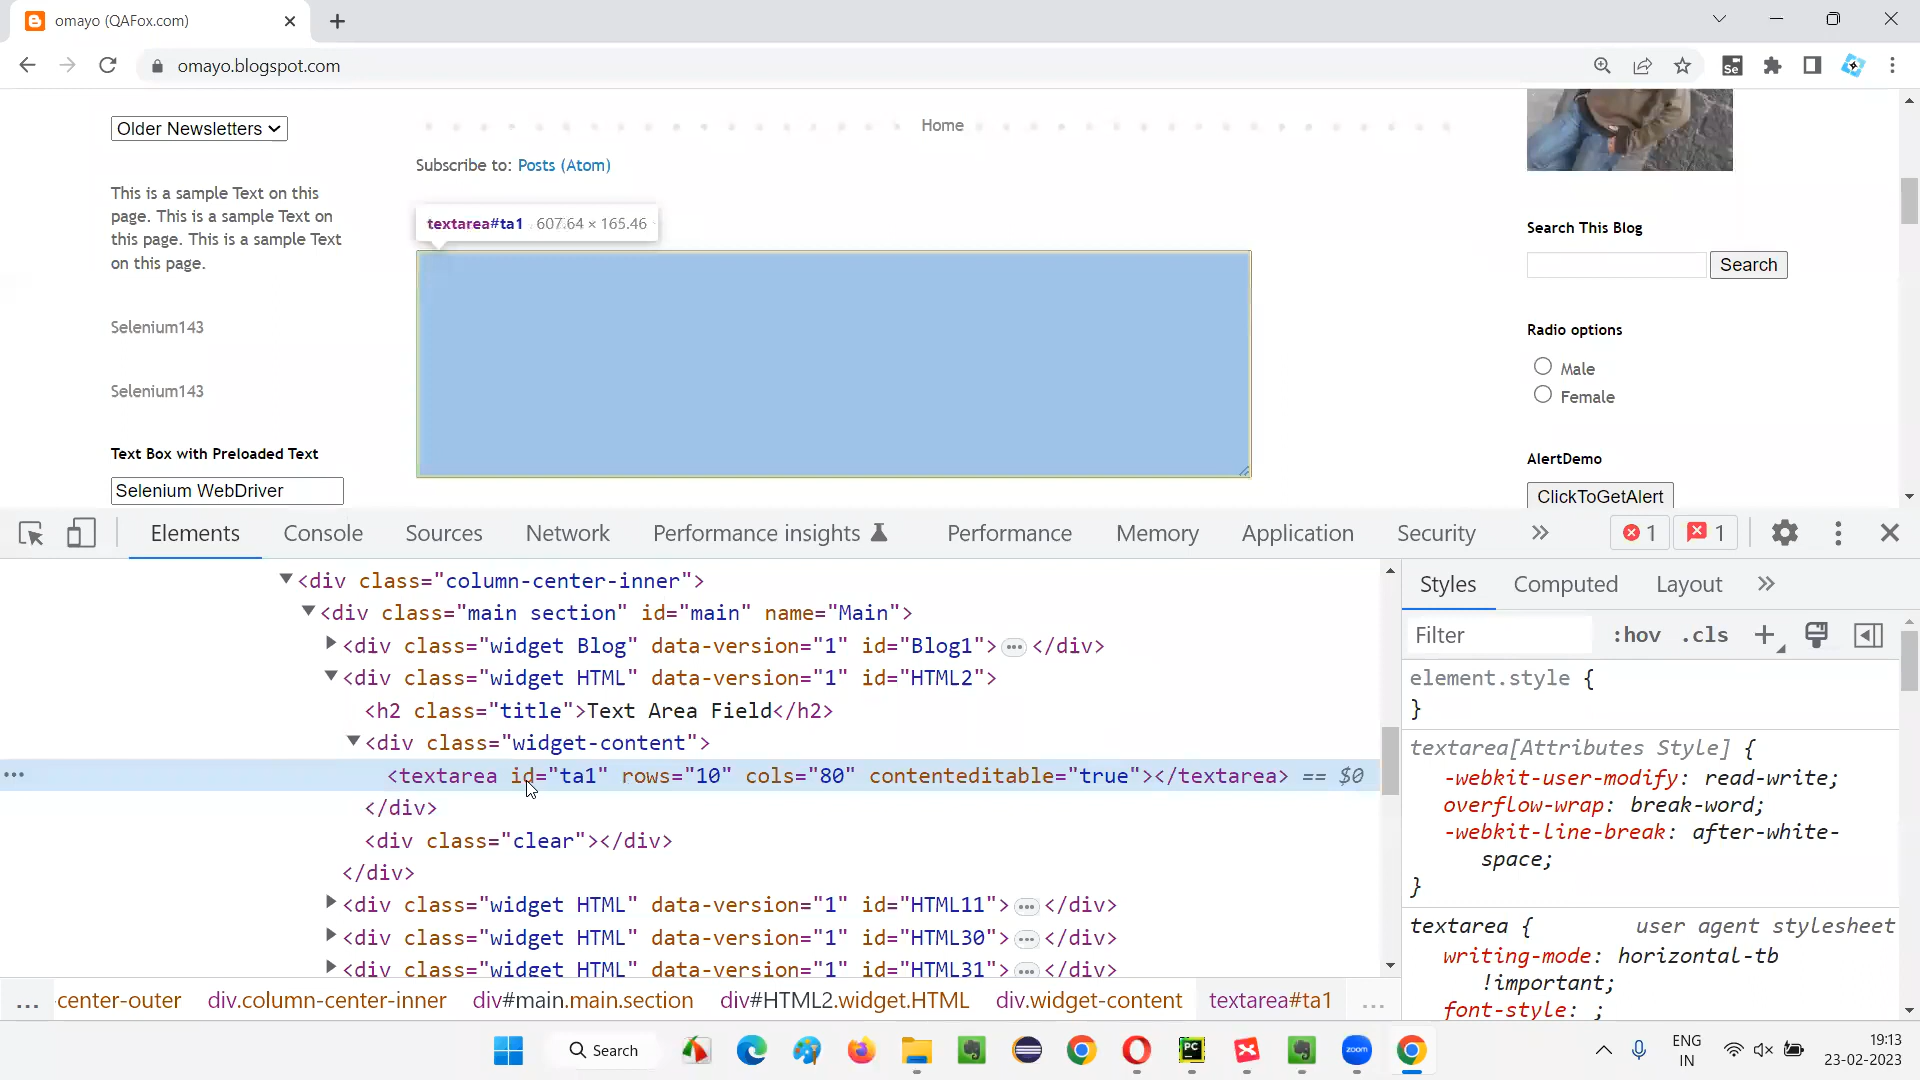 omayo (QAFox.com)
omayo.blogspot.com
Older Newsletters
Home
Subscribe to: Posts (Atom)
This is a sample Text on this
page. This is a sample Text on
this page. This is a sample Text
on this page.
textarea#ta1 607.64 × 165.46
Search This Blog
Search
Selenium143
Radio options
Male
Selenium143
Female
Text Box with Preloaded Text
AlertDemo
Selenium WebDriver
ClickToGetAlert
Elements Console Sources Network Performance insights Performance Memory Application Security » 1 1
<div class="column-center-inner">
<div class="main section" id="main" name="Main">
<div class="widget Blog" data-version="1" id="Blog1">…</div>
<div class="widget HTML" data-version="1" id="HTML2">
<h2 class="title">Text Area Field</h2>
<div class="widget-content">
<textarea id="ta1" rows="10" cols="80" contenteditable="true"></textarea> == $0
</div>
<div class="clear"></div>
</div>
<div class="widget HTML" data-version="1" id="HTML11">…</div>
<div class="widget HTML" data-version="1" id="HTML30">…</div>
<div class="widget HTML" data-version="1" id="HTML31">…</div>
Styles Computed Layout »
Filter :hov .cls
element.style {
}
textarea[Attributes Style] {
-webkit-user-modify: read-write;
overflow-wrap: break-word;
-webkit-line-break: after-white-
space;
}
textarea { user agent stylesheet
writing-mode: horizontal-tb
!important;
font-style: ;
... center-outer div.column-center-inner div#main.main.section div#HTML2.widget.HTML div.widget-content textarea#ta1 ...
Search
Se
PC
zoom
ENG
IN
19:13
23-02-2023